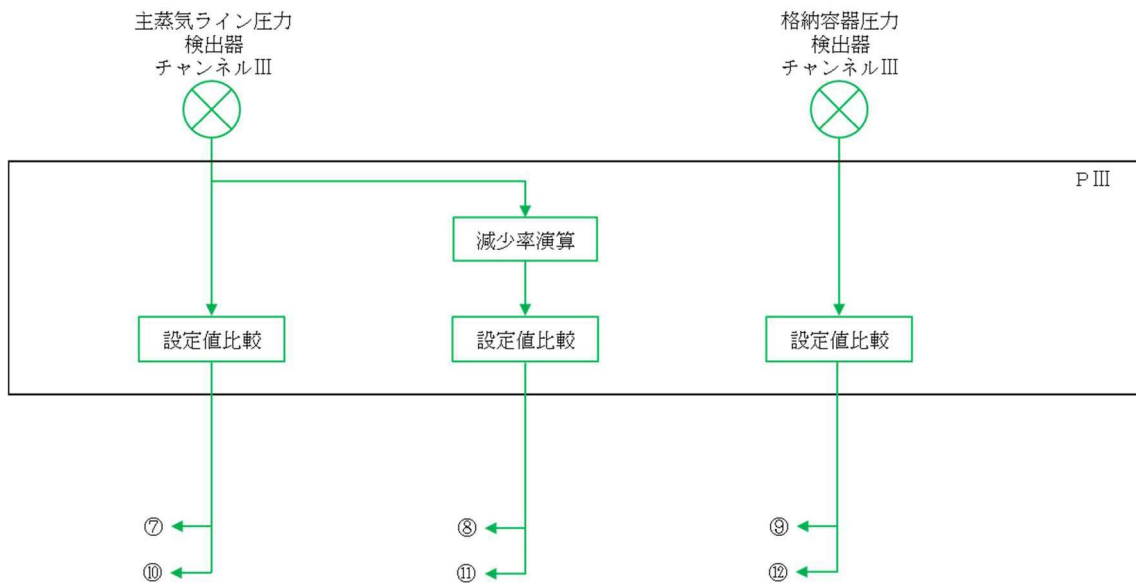 主蒸気ライン圧力
検出器
チャンネルⅢ
格納容器圧力
検出器
チャンネルⅢ
PⅢ
減少率演算
設定値比較
設定値比較
設定値比較
⑦
⑧
⑨
⑩
⑪
⑫